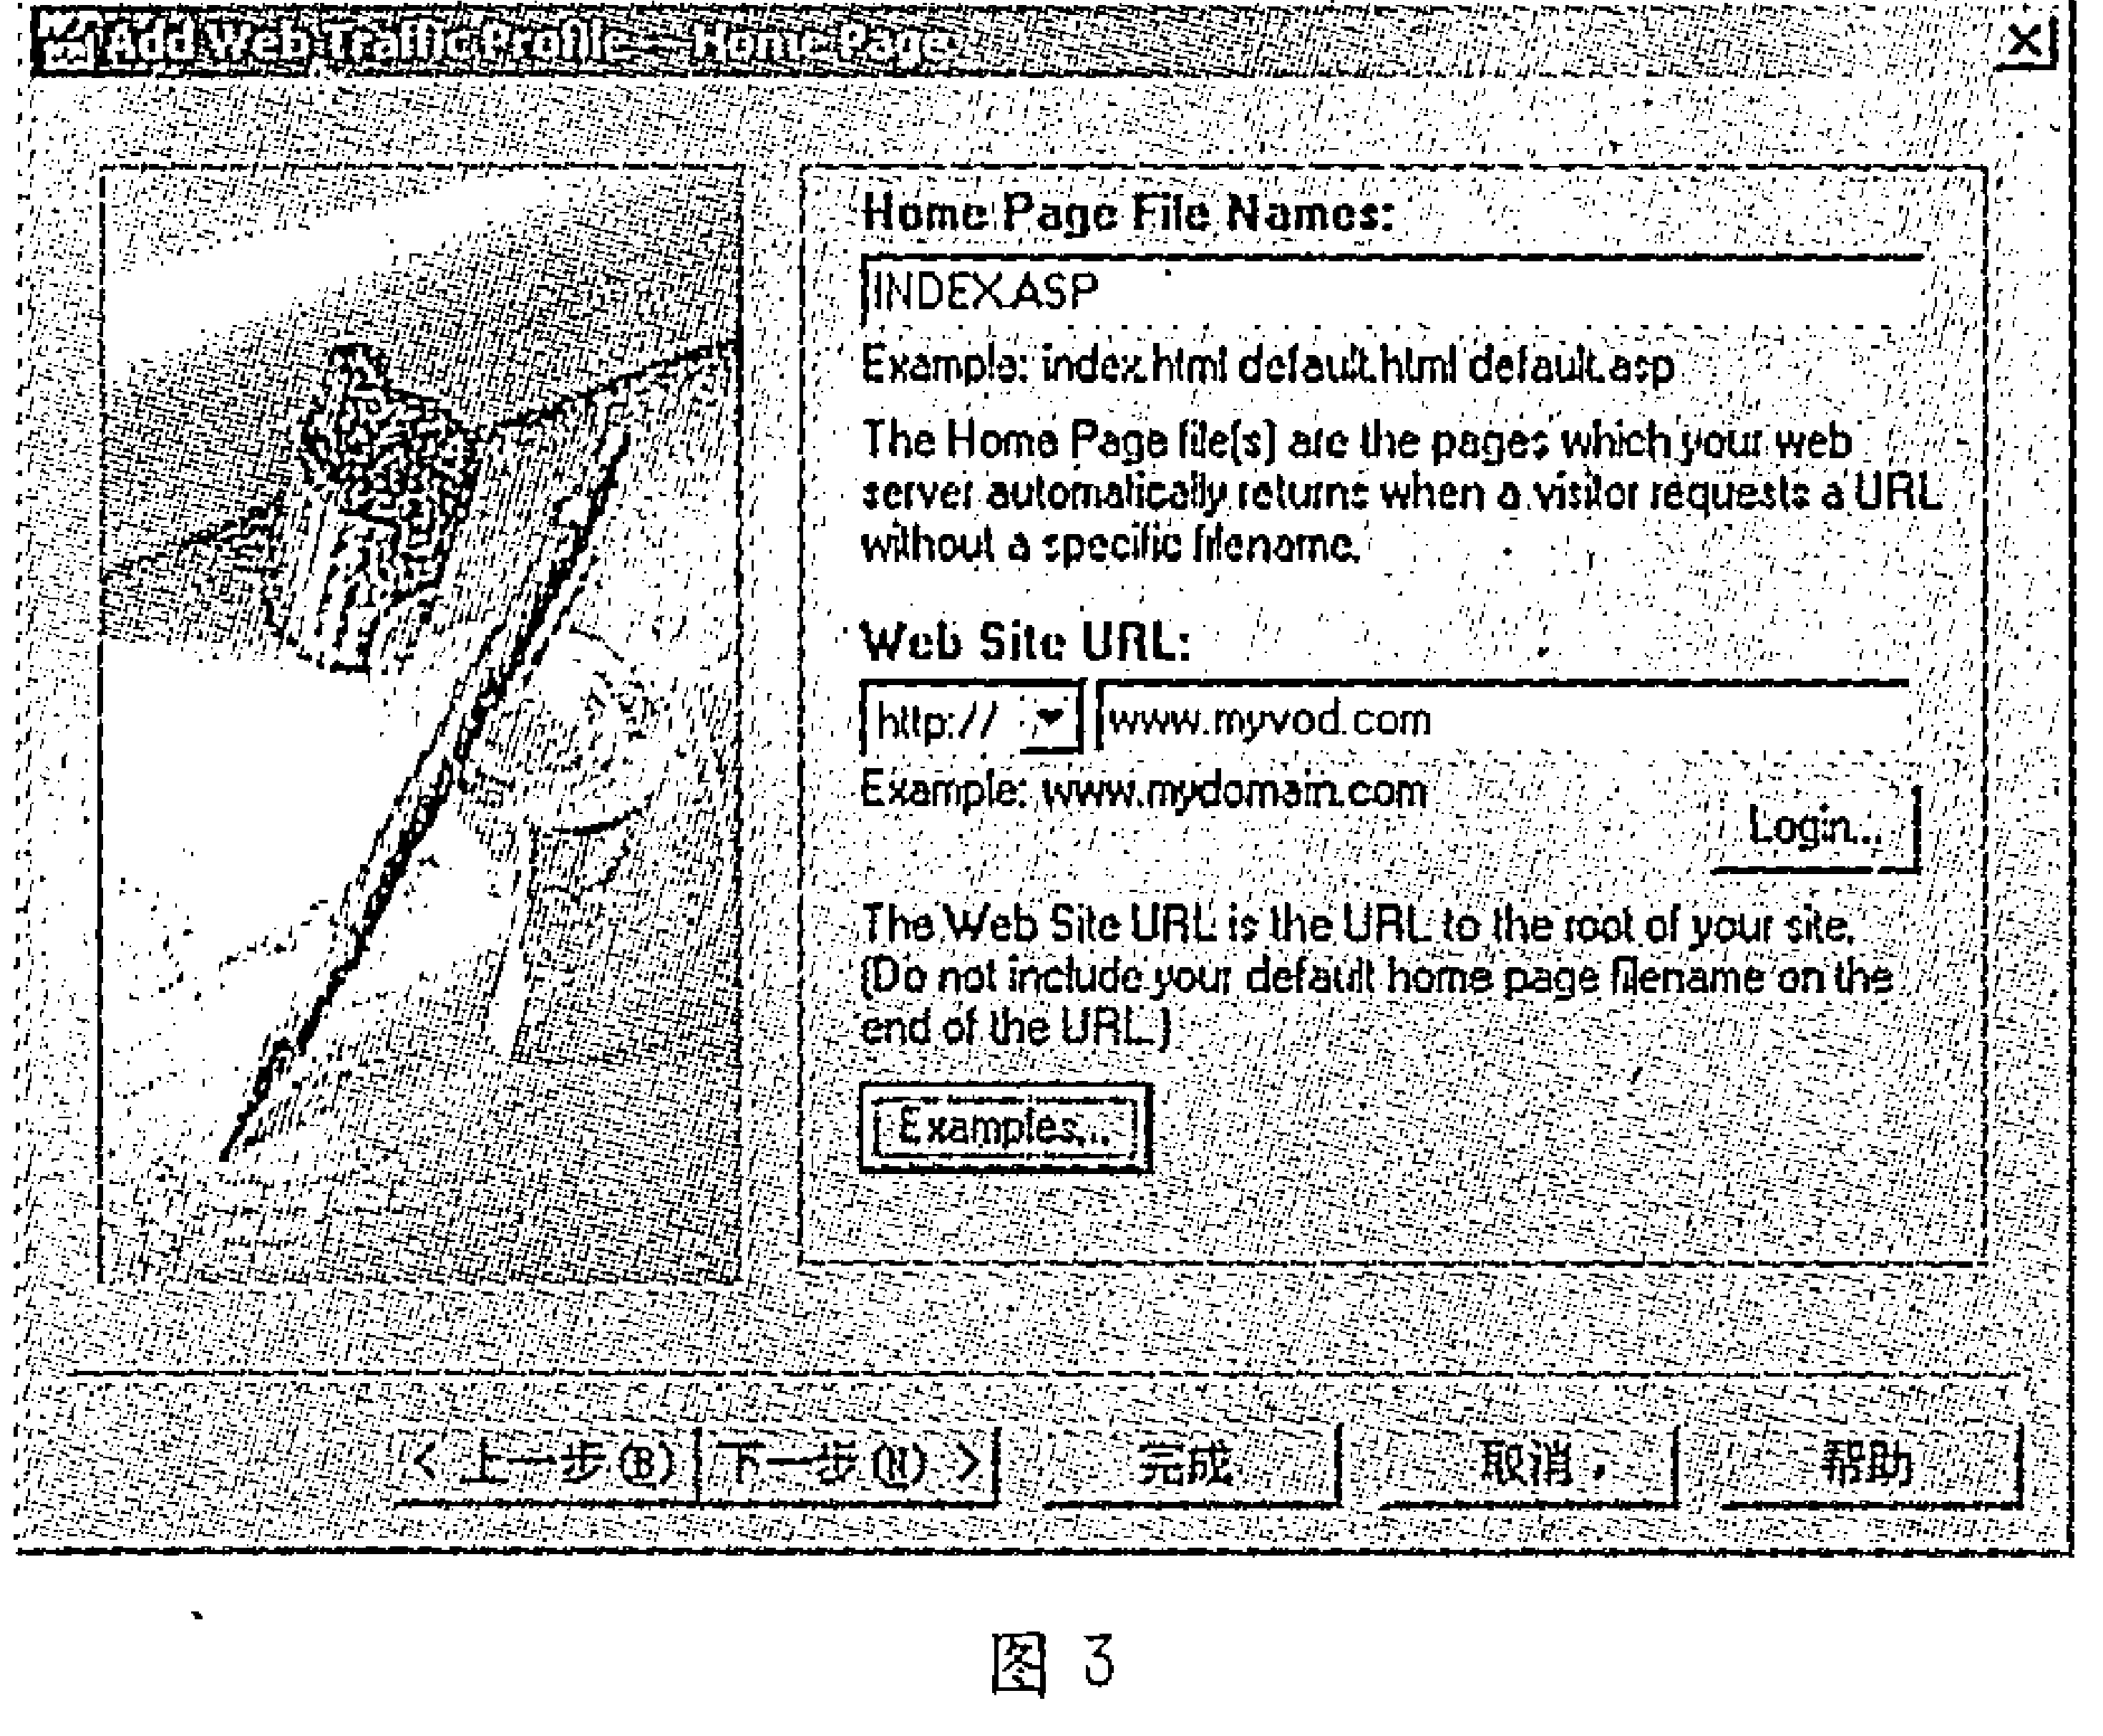 Add Web Traffic Profile -- Home Page
Home Page File Names:
INDEX.ASP
Example: index.html default.html default.asp
The Home Page file(s) are the pages which your web
server automatically returns when a visitor requests a URL
without a specific filename.
Web Site URL:
http:// www.myvod.com
Example: www.mydomain.com
Login...
The Web Site URL is the URL to the root of your site.
(Do not include your default home page filename on the
end of the URL.)
Examples...
< 上一步(B) 下一步(N) > 完成 取消 帮助
图 3